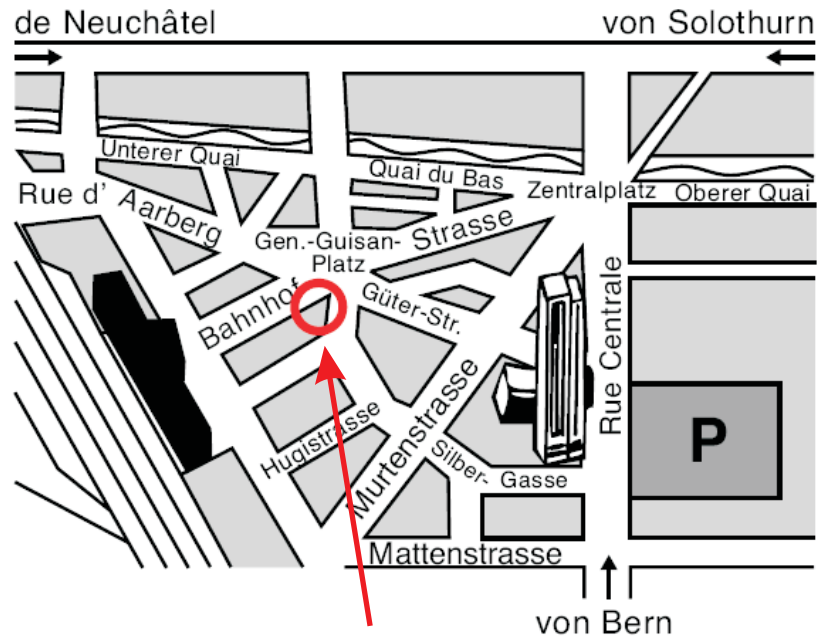 de Neuchâtel
von Solothurn
Unterer Quai
Quai du Bas
Zentralplatz
Oberer Quai
Rue d' Aarberg
Gen.-Guisan-
Platz
Bahnhof
Strasse
Güter-Str.
Rue Centrale
P
Hugistrasse
Murtenstrasse
Silber- Gasse
Mattenstrasse
von Bern